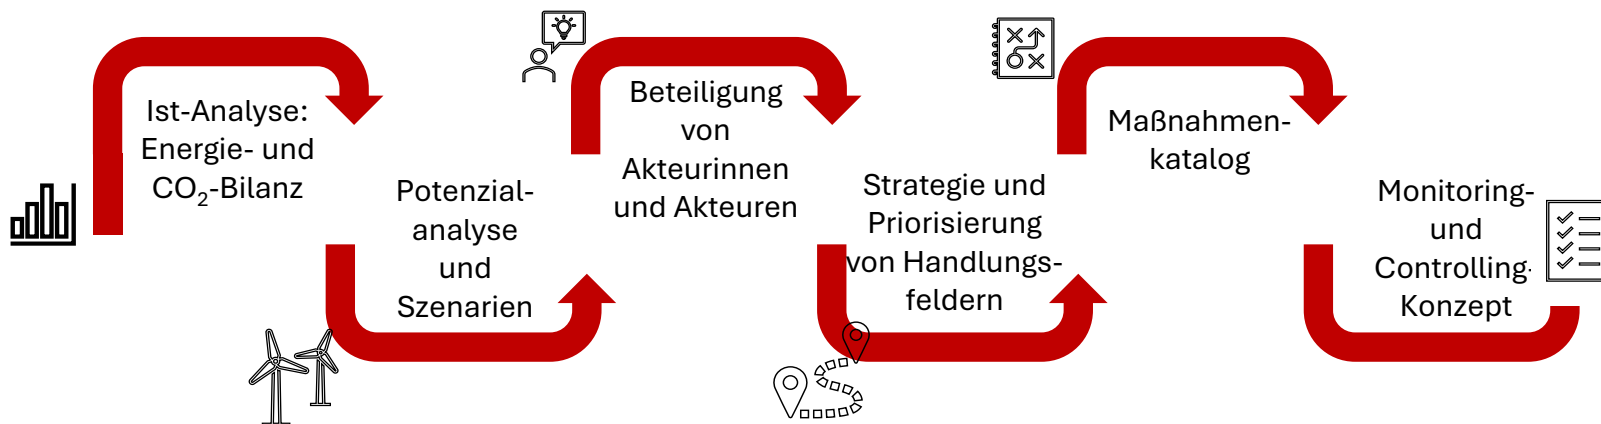 Ist-Analyse:
Energie- und
CO₂-Bilanz
Potenzial-
analyse
und
Szenarien
Beteiligung
von
Akteurinnen
und Akteuren
Strategie und
Priorisierung
von Handlungs-
feldern
Maßnahmen-
katalog
Monitoring-
und
Controlling-
Konzept